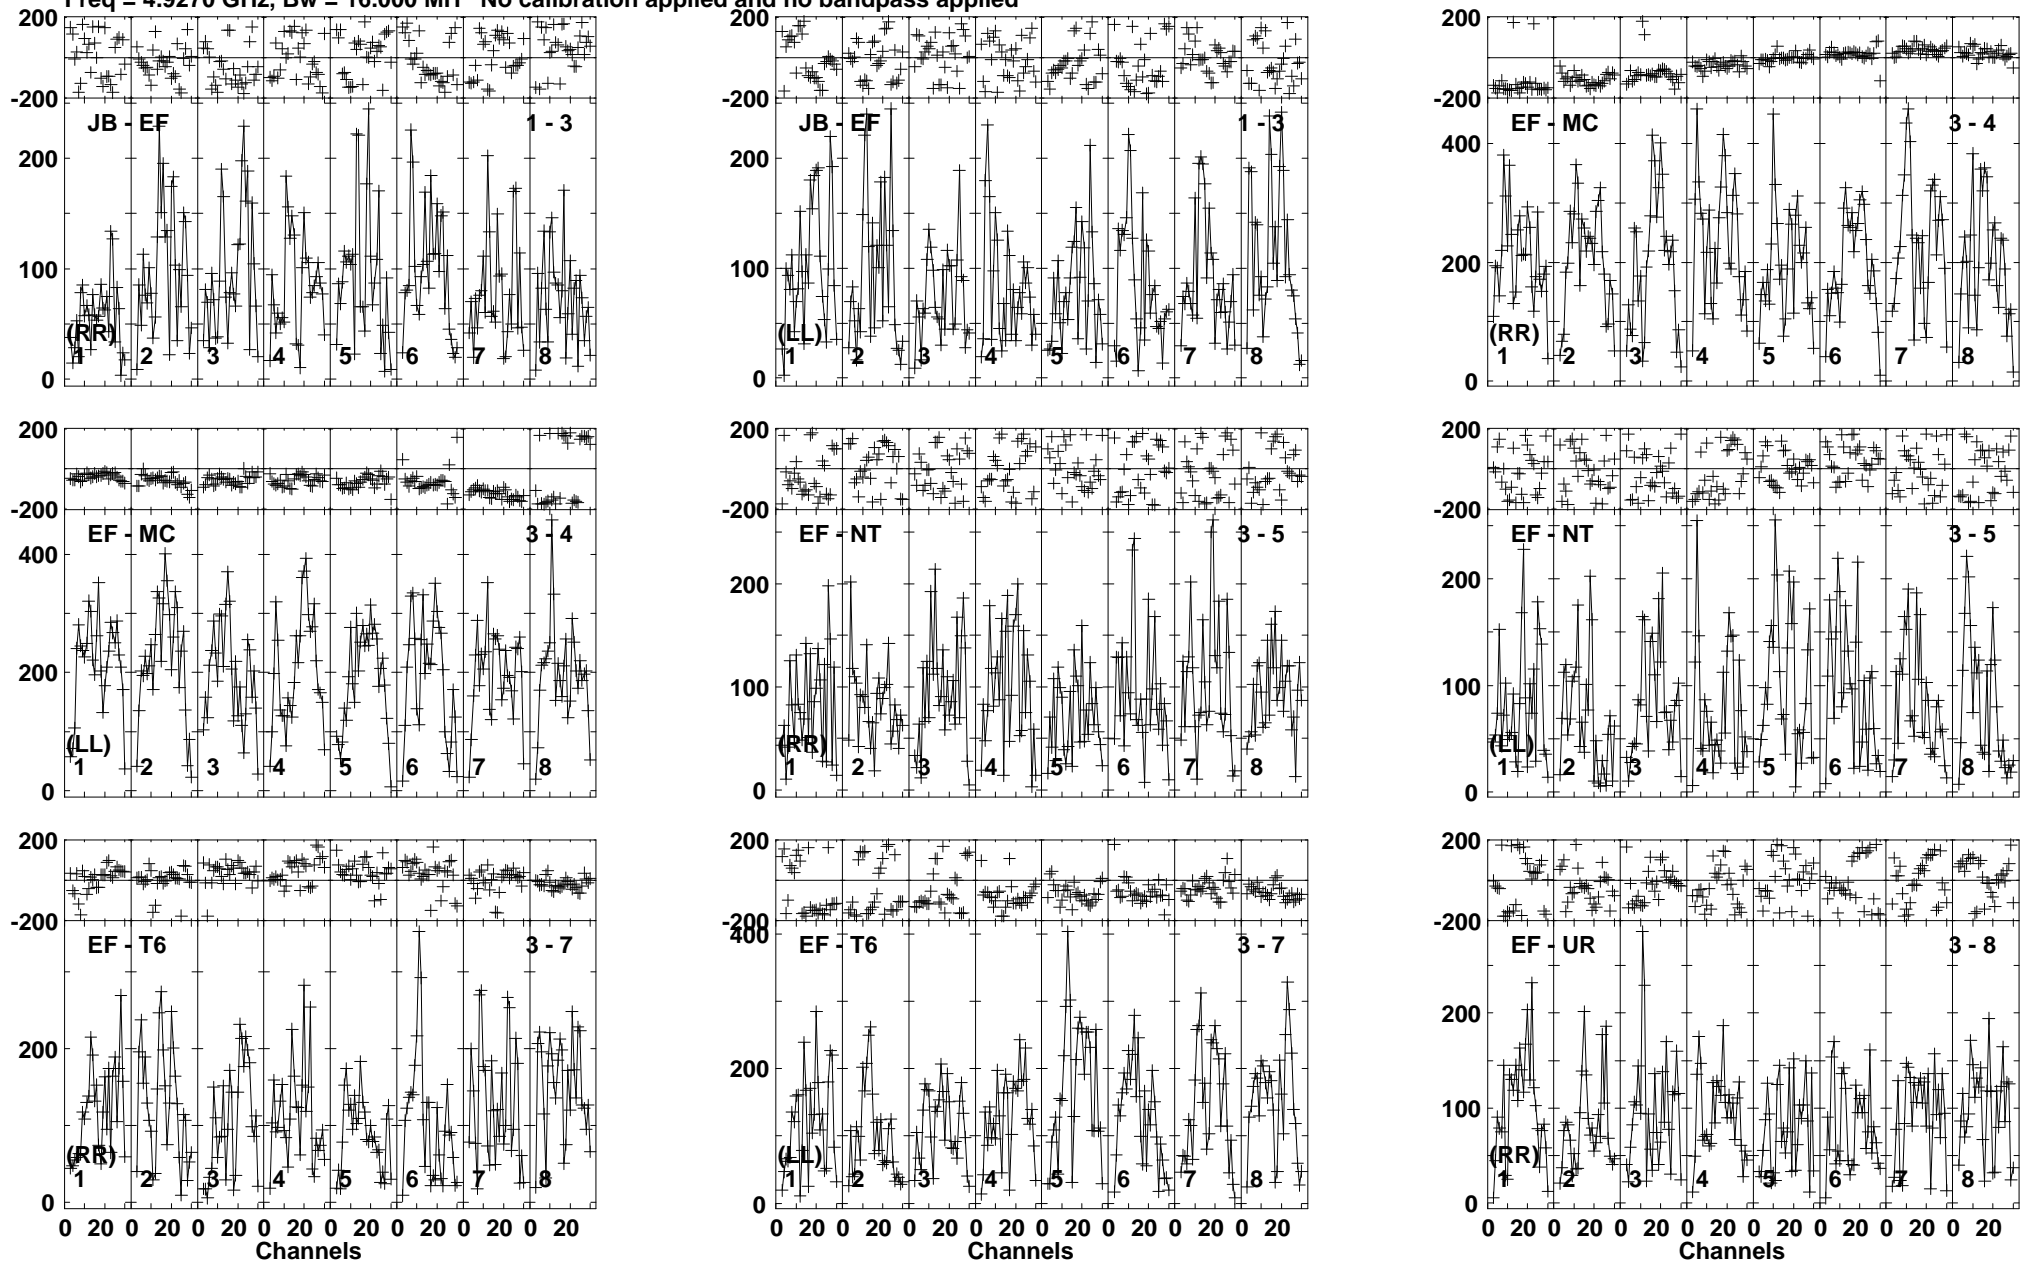 Freq = 4.9270 GHz, Bw = 16.000 MH No calibration applied and no bandpass applied
200 200 200
-200 -200 -200
JB - EF 1 - 3 JB - EF 1 - 3 EF - MC 3 - 4
200 200 400
100 100 200
(RR) (LL) (RR)
1 2 3 4 5 6 7 8 1 2 3 4 5 6 7 8 1 2 3 4 5 6 7 8
0 0 0
200 200 200
-200 -200 -200
EF - MC 3 - 4 EF - NT 3 - 5 EF - NT 3 - 5
400 200 200
200 100 100
(LL) (RR) (LL)
1 2 3 4 5 6 7 8 1 2 3 4 5 6 7 8 1 2 3 4 5 6 7 8
0 0 0
200 200 200
-200 -200 -200
400
EF - T6 3 - 7 EF - T6 3 - 7 EF - UR 3 - 8
200 200 200
100
(RR) (LL) (RR)
1 2 3 4 5 6 7 8 1 2 3 4 5 6 7 8 1 2 3 4 5 6 7 8
0 0 0
0 20 0 20 0 20 0 20 0 20 0 20 0 20 0 20 0 20 0 20 0 20 0 20 0 20 0 20 0 20 0 20 0 20 0 20 0 20 0 20 0 20 0 20 0 20 0 20
Channels Channels Channels